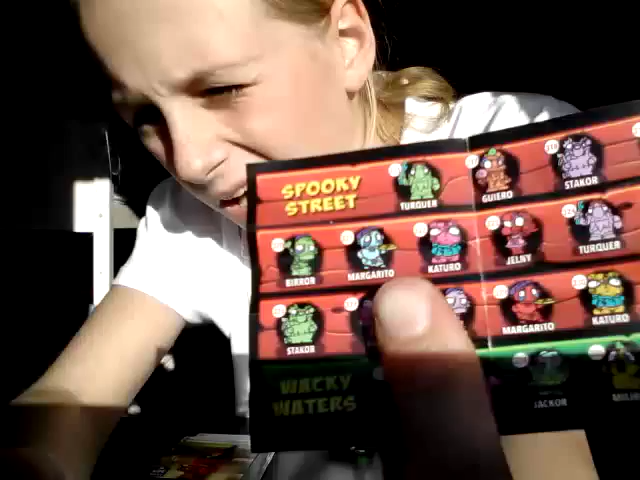 SPOOKY
STREET
TURQUER
GUIERO
STAKOR
BIRROR
MARGARITO
KATURO
JELNY
TURQUER
STAKOR
MARGARITO
KATURO
WACKY
WATERS
JACKOR